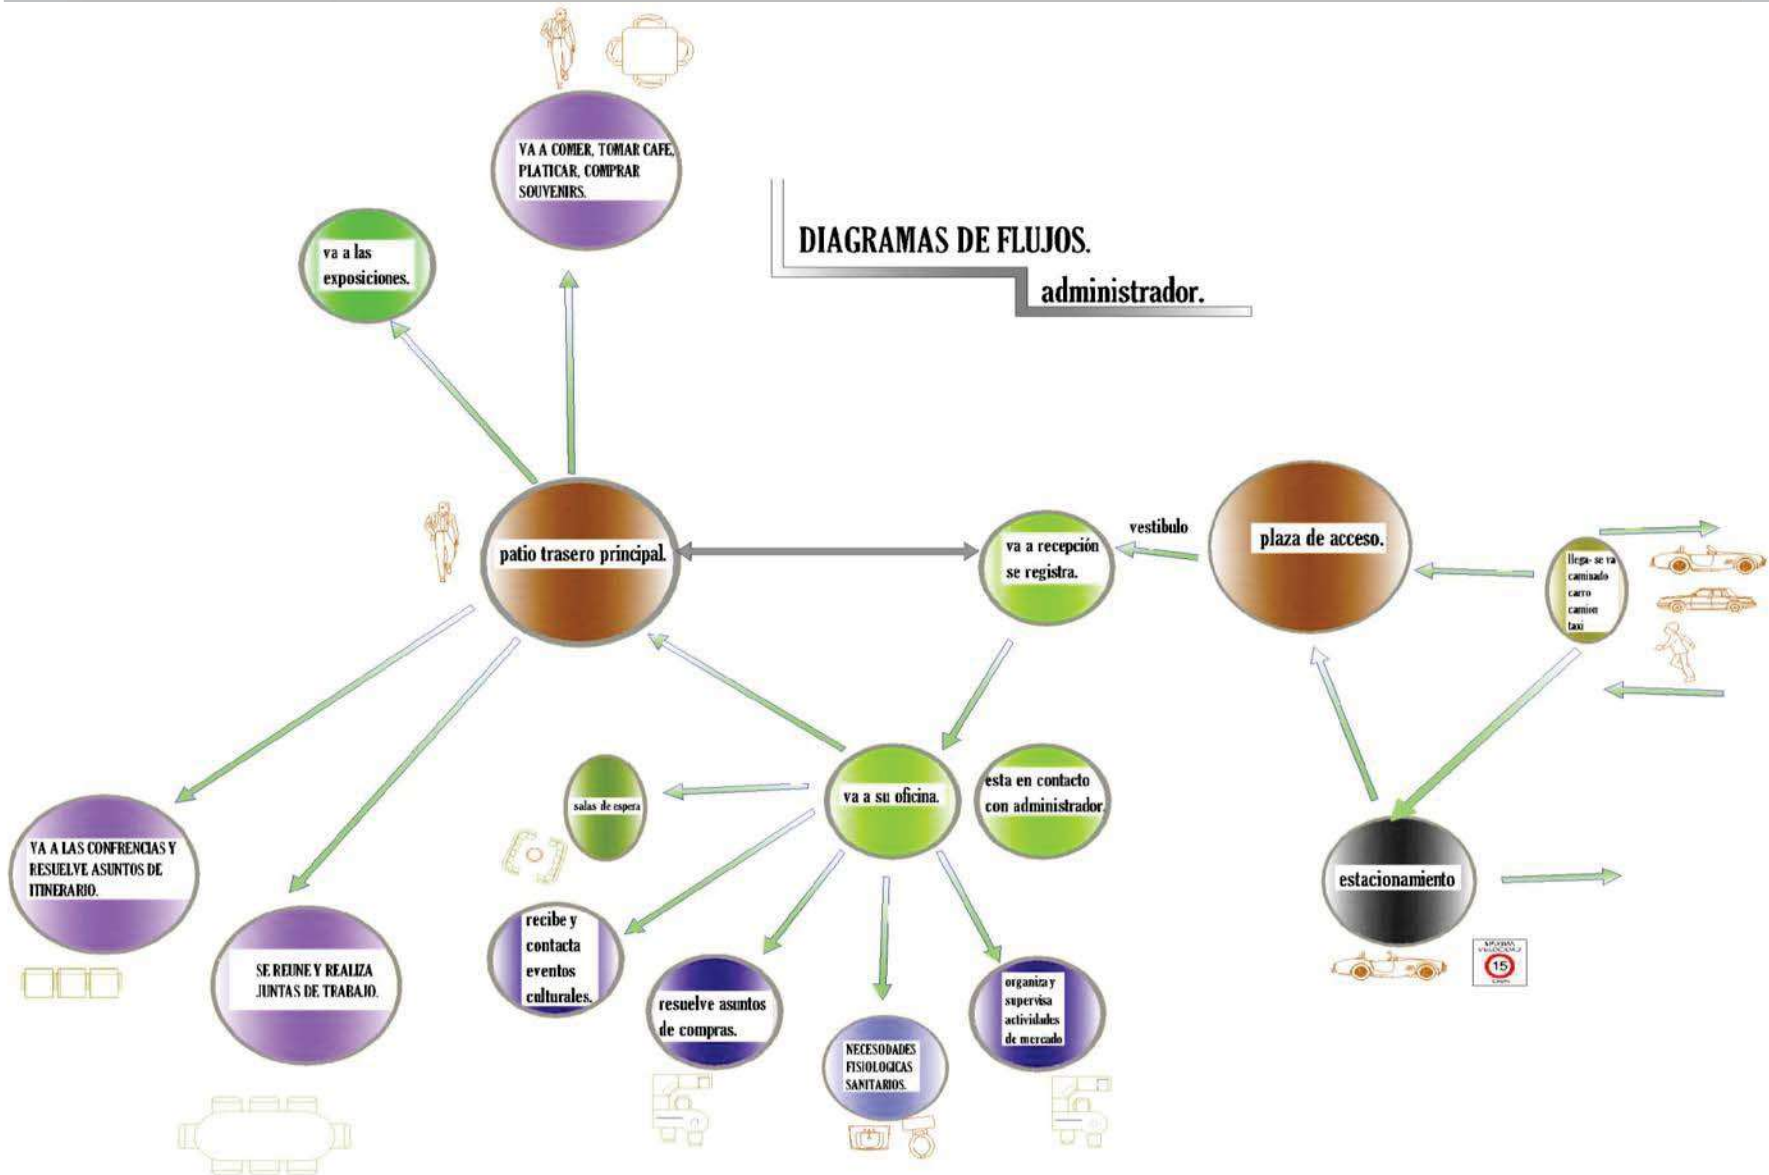 VA A COMER, TOMAR CAFE,
PLATICAR, COMPRAR
SOUVENIRS.
va a las
exposiciones.
DIAGRAMAS DE FLUJOS.
administrador.
patio trasero principal.
va a recepción
se registra.
vestibulo
plaza de acceso.
llega- se va
caminado
carro
camion
taxi
salas de espera
va a su oficina.
esta en contacto
con administrador.
VA A LAS CONFRENCIAS Y
RESUELVE ASUNTOS DE
ITINERARIO.
SE REUNE Y REALIZA
JUNTAS DE TRABAJO.
recibe y
contacta
eventos
culturales.
resuelve asuntos
de compras.
NECESODADES
FISIOLOGICAS
SANITARIOS.
organiza y
supervisa
actividades
de mercado
estacionamiento
15